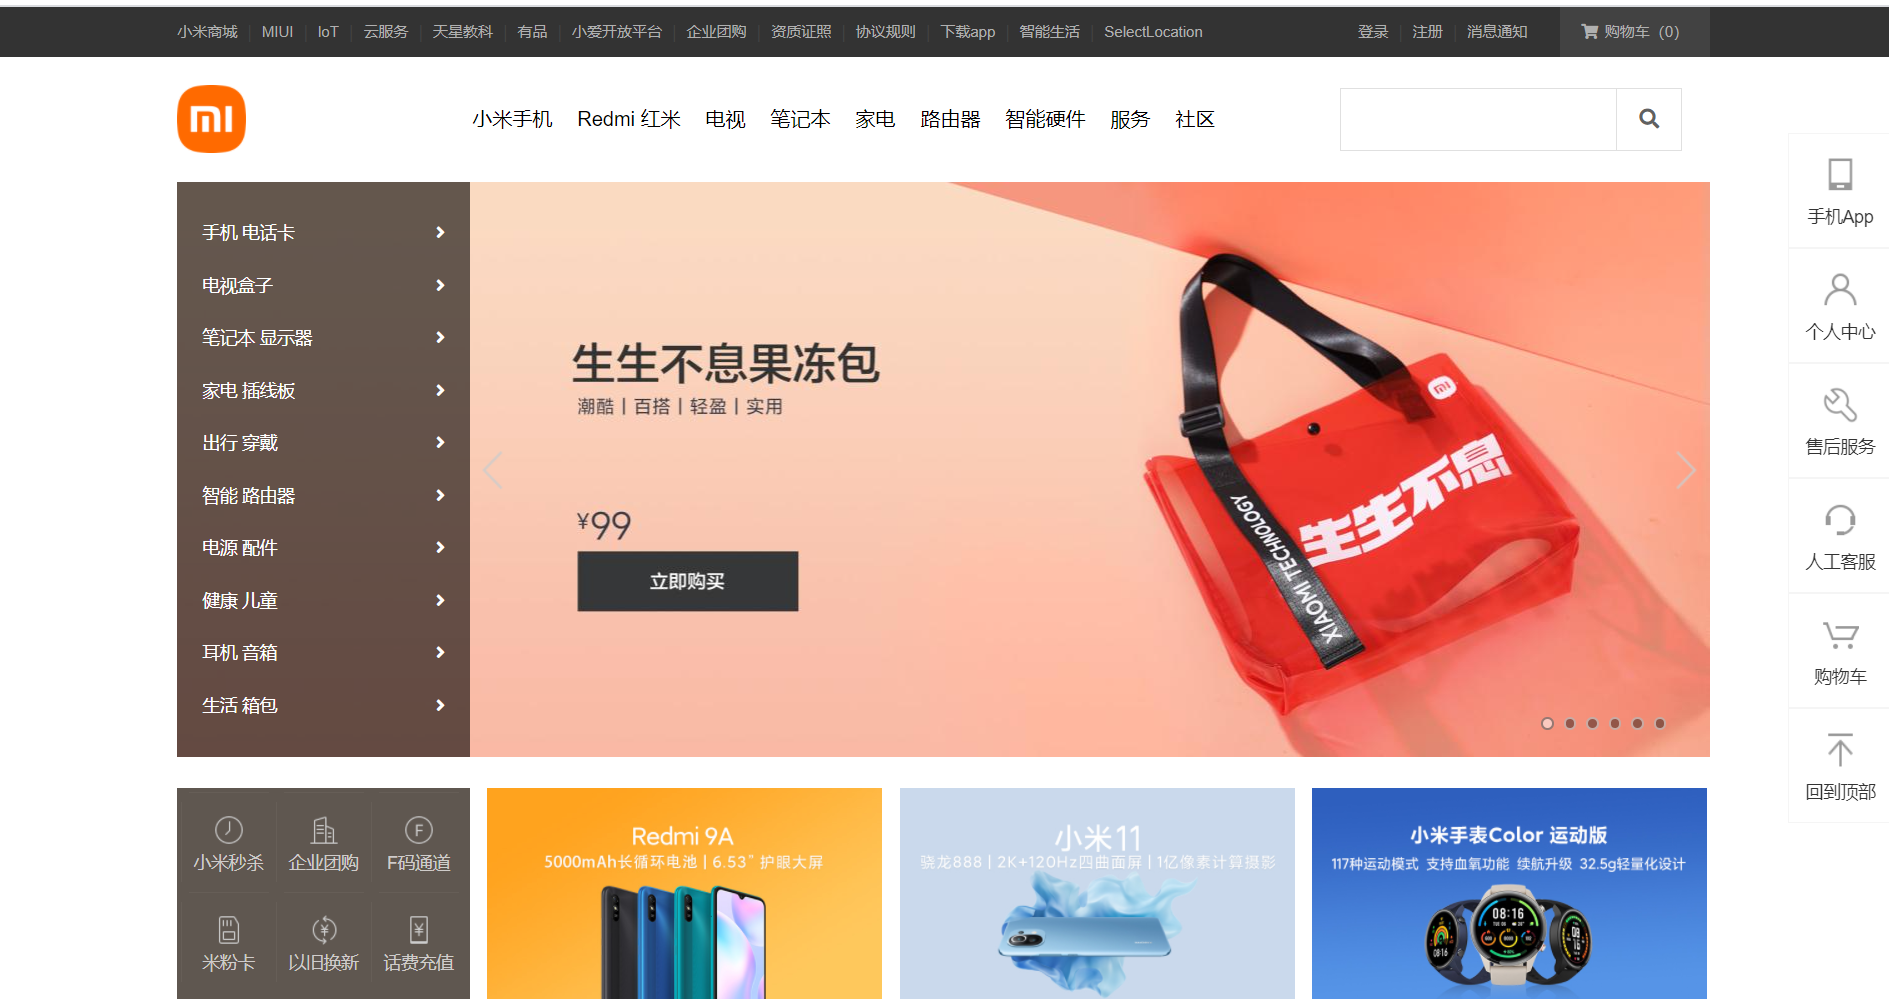 小米商城 MIUI IoT 云服务 天星教科 有品 小爱开放平台 企业团购 资质证照 协议规则 下载app 智能生活 SelectLocation 登录 注册 消息通知 购物车 (0)
mi 小米手机 Redmi 红米 电视 笔记本 家电 路由器 智能硬件 服务 社区
手机 电话卡
电视盒子
笔记本 显示器
家电 插线板
出行 穿戴
智能 路由器
电源 配件
健康 儿童
耳机 音箱
生活 箱包
生生不息果冻包
潮酷丨百搭丨轻盈丨实用
¥99
立即购买
mi
生生不息
XIAOMI TECHNOLOGY
手机App
个人中心
售后服务
人工客服
购物车
回到顶部
小米秒杀 企业团购 F码通道
米粉卡 以旧换新 话费充值
Redmi 9A
5000mAh长循环电池 | 6.53" 护眼大屏
小米11
骁龙888 | 2K+120Hz四曲面屏 | 1亿像素计算摄影
小米手表Color 运动版
117种运动模式 支持血氧功能 续航升级 32.5g轻量化设计
08:16
08:16
08:16